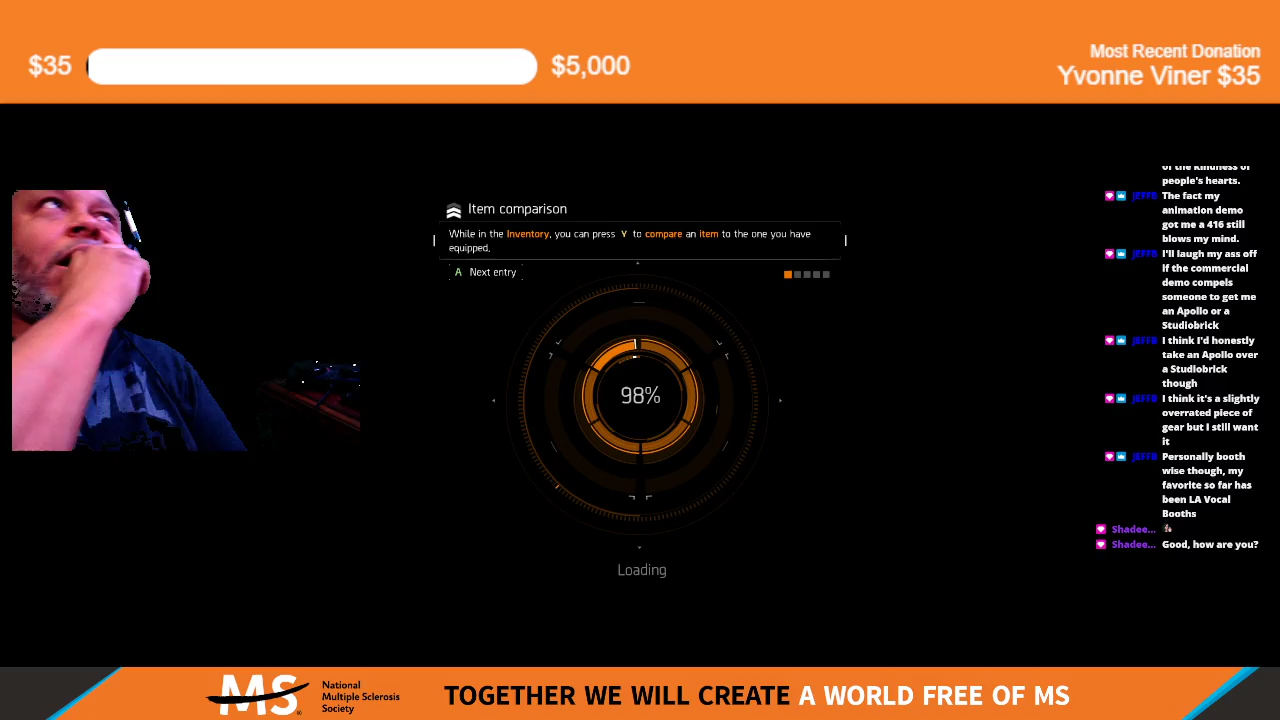 $35
$5,000
Most Recent Donation
Yvonne Viner $35
Item comparison
While in the Inventory, you can press Y to compare an item to the one you have
equipped.
A Next entry
98%
Loading
of the kindness of
people's hearts.
JEFFB The fact my
animation demo
got me a 416 still
blows my mind.
JEFFB I'll laugh my ass off
if the commercial
demo compels
someone to get me
an Apollo or a
Studiobrick
JEFFB I think I'd honestly
take an Apollo over
a Studiobrick
though
JEFFB I think it's a slightly
overrated piece of
gear but I still want
it
JEFFB Personally booth
wise though, my
favorite so far has
been LA Vocal
Booths
Shadee...
Shadee... Good, how are you?
MS
National
Multiple Sclerosis
Society
TOGETHER WE WILL CREATE A WORLD FREE OF MS